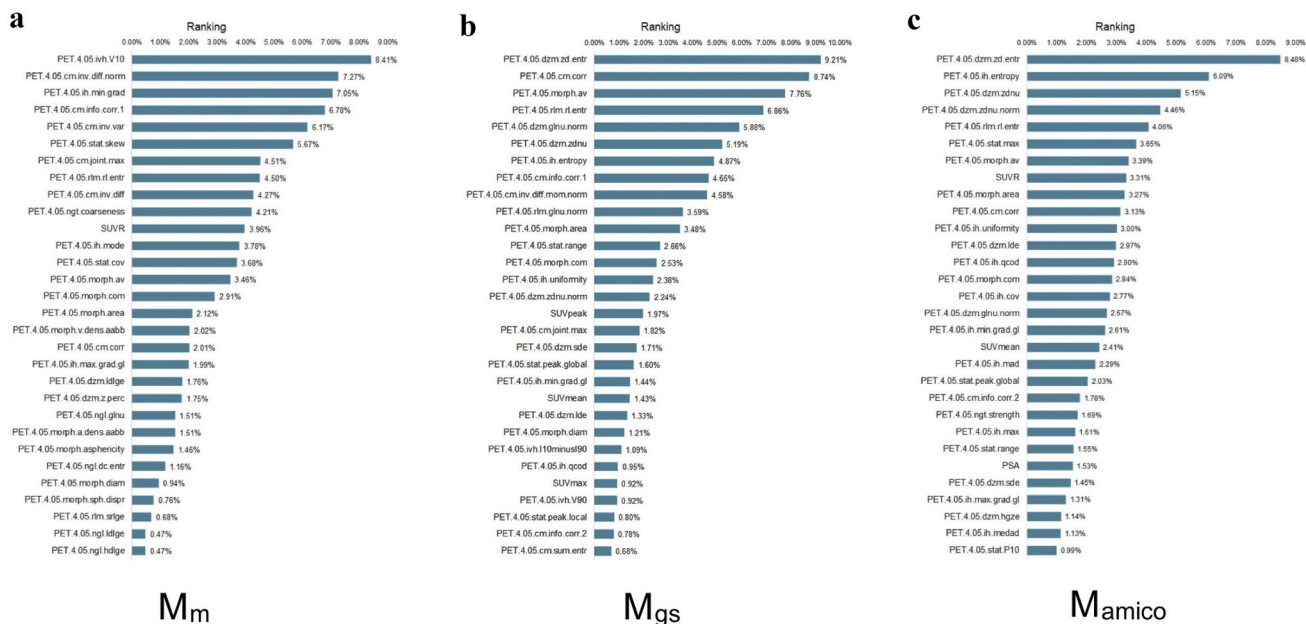 a
Ranking
0.00% 1.00% 2.00% 3.00% 4.00% 5.00% 6.00% 7.00% 8.00% 9.00%
PET.4.05.ivh.V10 8.41%
PET.4.05.cm.inv.diff.norm 7.27%
PET.4.05.ih.min.grad 7.05%
PET.4.05.cm.info.corr.1 6.78%
PET.4.05.cm.inv.var 6.17%
PET.4.05.stat.skew 5.67%
PET.4.05.cm.joint.max 4.51%
PET.4.05.rlm.rl.entr 4.50%
PET.4.05.cm.inv.diff 4.27%
PET.4.05.ngt.coarseness 4.21%
SUVR 3.96%
PET.4.05.ih.mode 3.78%
PET.4.05.stat.cov 3.68%
PET.4.05.morph.av 3.46%
PET.4.05.morph.com 2.91%
PET.4.05.morph.area 2.12%
PET.4.05.morph.v.dens.aabb 2.02%
PET.4.05.cm.corr 2.01%
PET.4.05.ih.max.grad.gl 1.99%
PET.4.05.dzm.ldlge 1.76%
PET.4.05.dzm.z.perc 1.75%
PET.4.05.ngl.glnu 1.51%
PET.4.05.morph.a.dens.aabb 1.51%
PET.4.05.morph.asphericity 1.46%
PET.4.05.ngl.dc.entr 1.16%
PET.4.05.morph.diam 0.94%
PET.4.05.morph.sph.dispr 0.76%
PET.4.05.rlm.srlge 0.68%
PET.4.05.ngl.ldlge 0.47%
PET.4.05.ngl.hdlge 0.47%
Mm
b
Ranking
0.00% 1.00% 2.00% 3.00% 4.00% 5.00% 6.00% 7.00% 8.00% 9.00% 10.00%
PET.4.05.dzm.zd.entr 9.21%
PET.4.05.cm.corr 8.74%
PET.4.05.morph.av 7.76%
PET.4.05.rlm.rl.entr 6.86%
PET.4.05.dzm.glnu.norm 5.88%
PET.4.05.dzm.zdnu 5.19%
PET.4.05.ih.entropy 4.87%
PET.4.05.cm.info.corr.1 4.65%
PET.4.05.cm.inv.diff.mom.norm 4.58%
PET.4.05.rlm.glnu.norm 3.59%
PET.4.05.morph.area 3.48%
PET.4.05.stat.range 2.66%
PET.4.05.morph.com 2.53%
PET.4.05.ih.uniformity 2.38%
PET.4.05.dzm.zdnu.norm 2.24%
SUVpeak 1.97%
PET.4.05.cm.joint.max 1.82%
PET.4.05.dzm.sde 1.71%
PET.4.05.stat.peak.global 1.60%
PET.4.05.ih.min.grad.gl 1.44%
SUVmean 1.43%
PET.4.05.dzm.lde 1.33%
PET.4.05.morph.diam 1.21%
PET.4.05.ivh.I10minusI90 1.09%
PET.4.05.ih.qcod 0.95%
SUVmax 0.92%
PET.4.05.ivh.V90 0.92%
PET.4.05.stat.peak.local 0.80%
PET.4.05.cm.info.corr.2 0.78%
PET.4.05.cm.sum.entr 0.68%
Mgs
c
Ranking
0.00% 1.00% 2.00% 3.00% 4.00% 5.00% 6.00% 7.00% 8.00% 9.00%
PET.4.05.dzm.zd.entr 8.48%
PET.4.05.ih.entropy 6.09%
PET.4.05.dzm.zdnu 5.15%
PET.4.05.dzm.zdnu.norm 4.46%
PET.4.05.rlm.rl.entr 4.06%
PET.4.05.stat.max 3.65%
PET.4.05.morph.av 3.39%
SUVR 3.31%
PET.4.05.morph.area 3.27%
PET.4.05.cm.corr 3.13%
PET.4.05.ih.uniformity 3.00%
PET.4.05.dzm.lde 2.97%
PET.4.05.ih.qcod 2.90%
PET.4.05.morph.com 2.84%
PET.4.05.ih.cov 2.77%
PET.4.05.dzm.glnu.norm 2.67%
PET.4.05.ih.min.grad.gl 2.61%
SUVmean 2.41%
PET.4.05.ih.mad 2.29%
PET.4.05.stat.peak.global 2.03%
PET.4.05.cm.info.corr.2 1.78%
PET.4.05.ngt.strength 1.69%
PET.4.05.ih.max 1.61%
PET.4.05.stat.range 1.55%
PSA 1.53%
PET.4.05.dzm.sde 1.45%
PET.4.05.ih.max.grad.gl 1.31%
PET.4.05.dzm.hgze 1.14%
PET.4.05.ih.medad 1.13%
PET.4.05.stat.P10 0.99%
Mamico